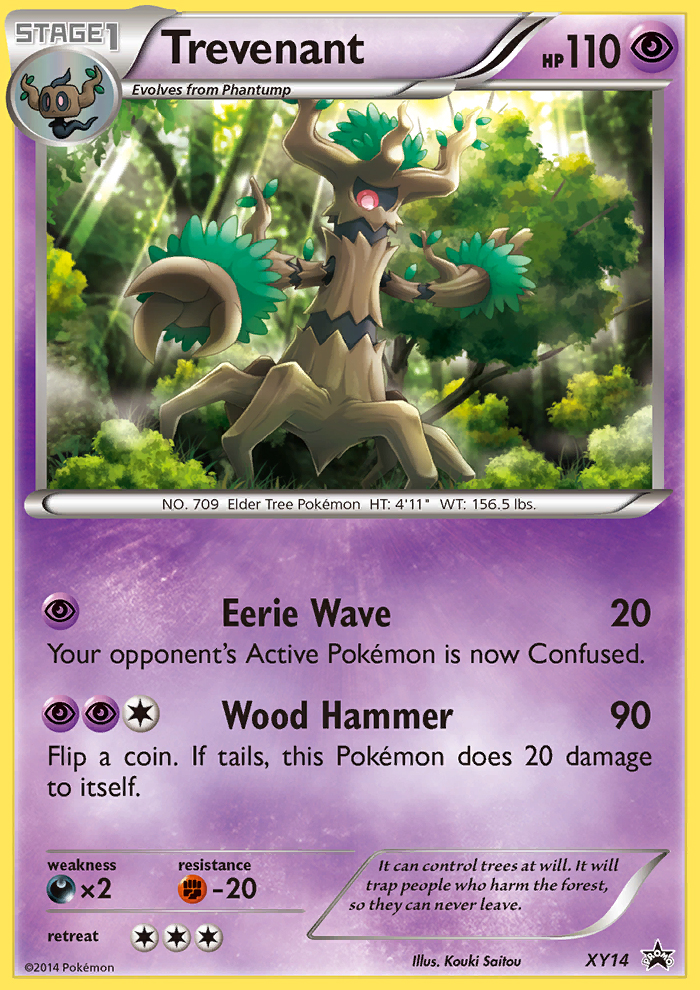 STAGE1
Trevenant
HP110
Evolves from Phantump
NO. 709 Elder Tree Pokémon HT: 4'11" WT: 156.5 lbs.
Eerie Wave 20
Your opponent's Active Pokémon is now Confused.
Wood Hammer 90
Flip a coin. If tails, this Pokémon does 20 damage
to itself.
weakness resistance
×2 -20
It can control trees at will. It will
trap people who harm the forest,
so they can never leave.
retreat
©2014 Pokémon
Illus. Kouki Saitou
XY14
PROMO